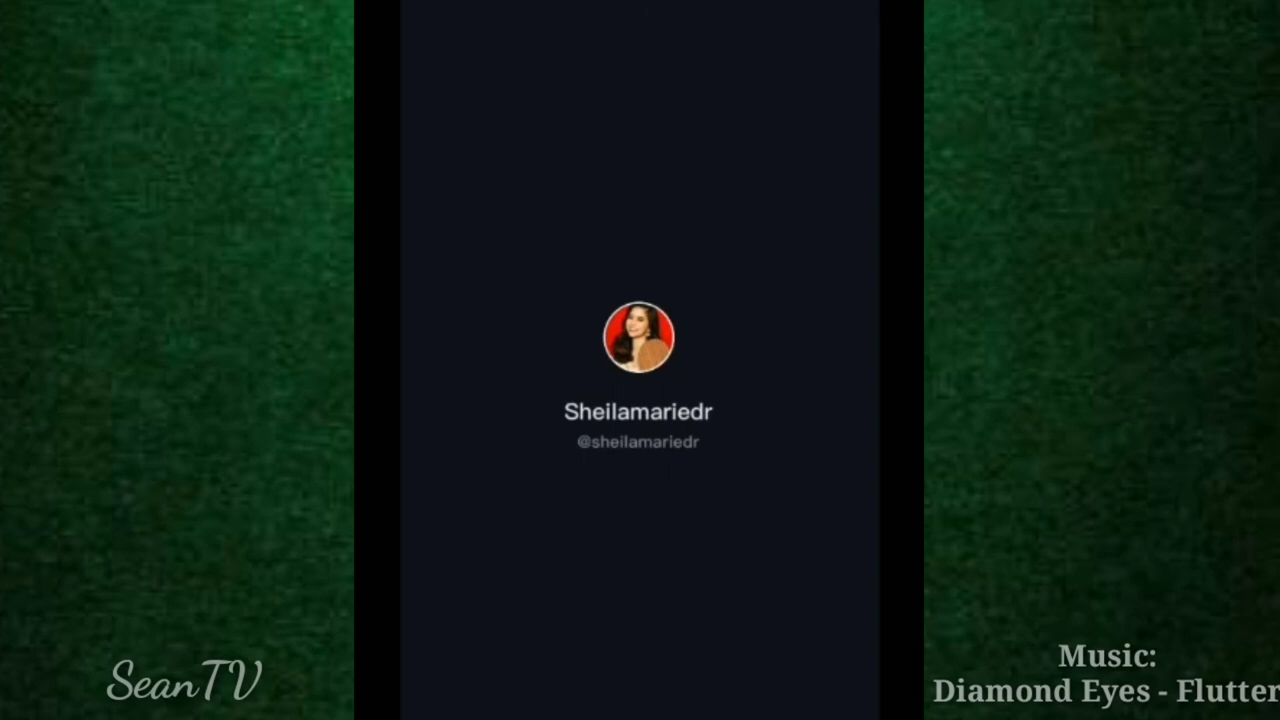 Sheilamariedr
@sheilamariedr
SeanTV
Music:
Diamond Eyes - Flutter